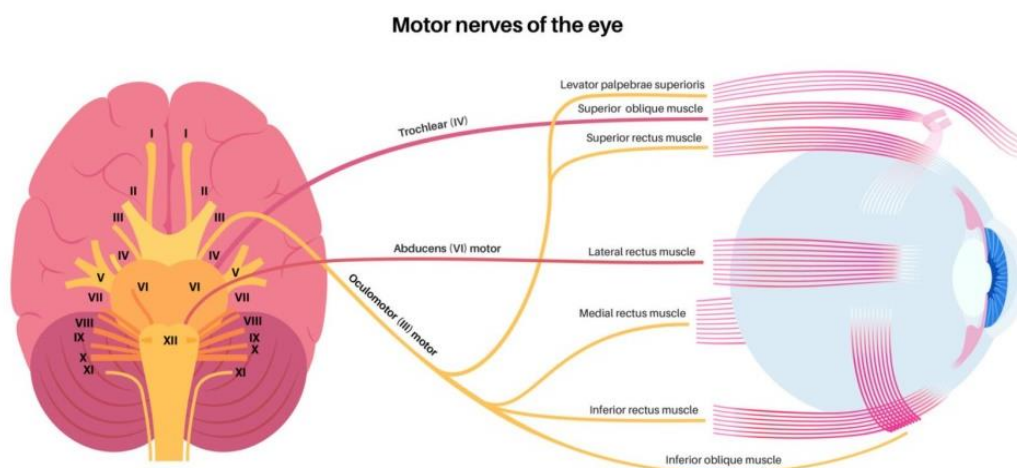 Motor nerves of the eye
Levator palpebrae superioris
Superior oblique muscle
Trochlear (IV)
Superior rectus muscle
I I
II II
III III
IV IV
Abducens (VI) motor
Lateral rectus muscle
V V
VI VI
VII VII
Oculomotor (III) motor
Medial rectus muscle
VIII VIII
IX XII IX
X X
XI XI
Inferior rectus muscle
Inferior oblique muscle